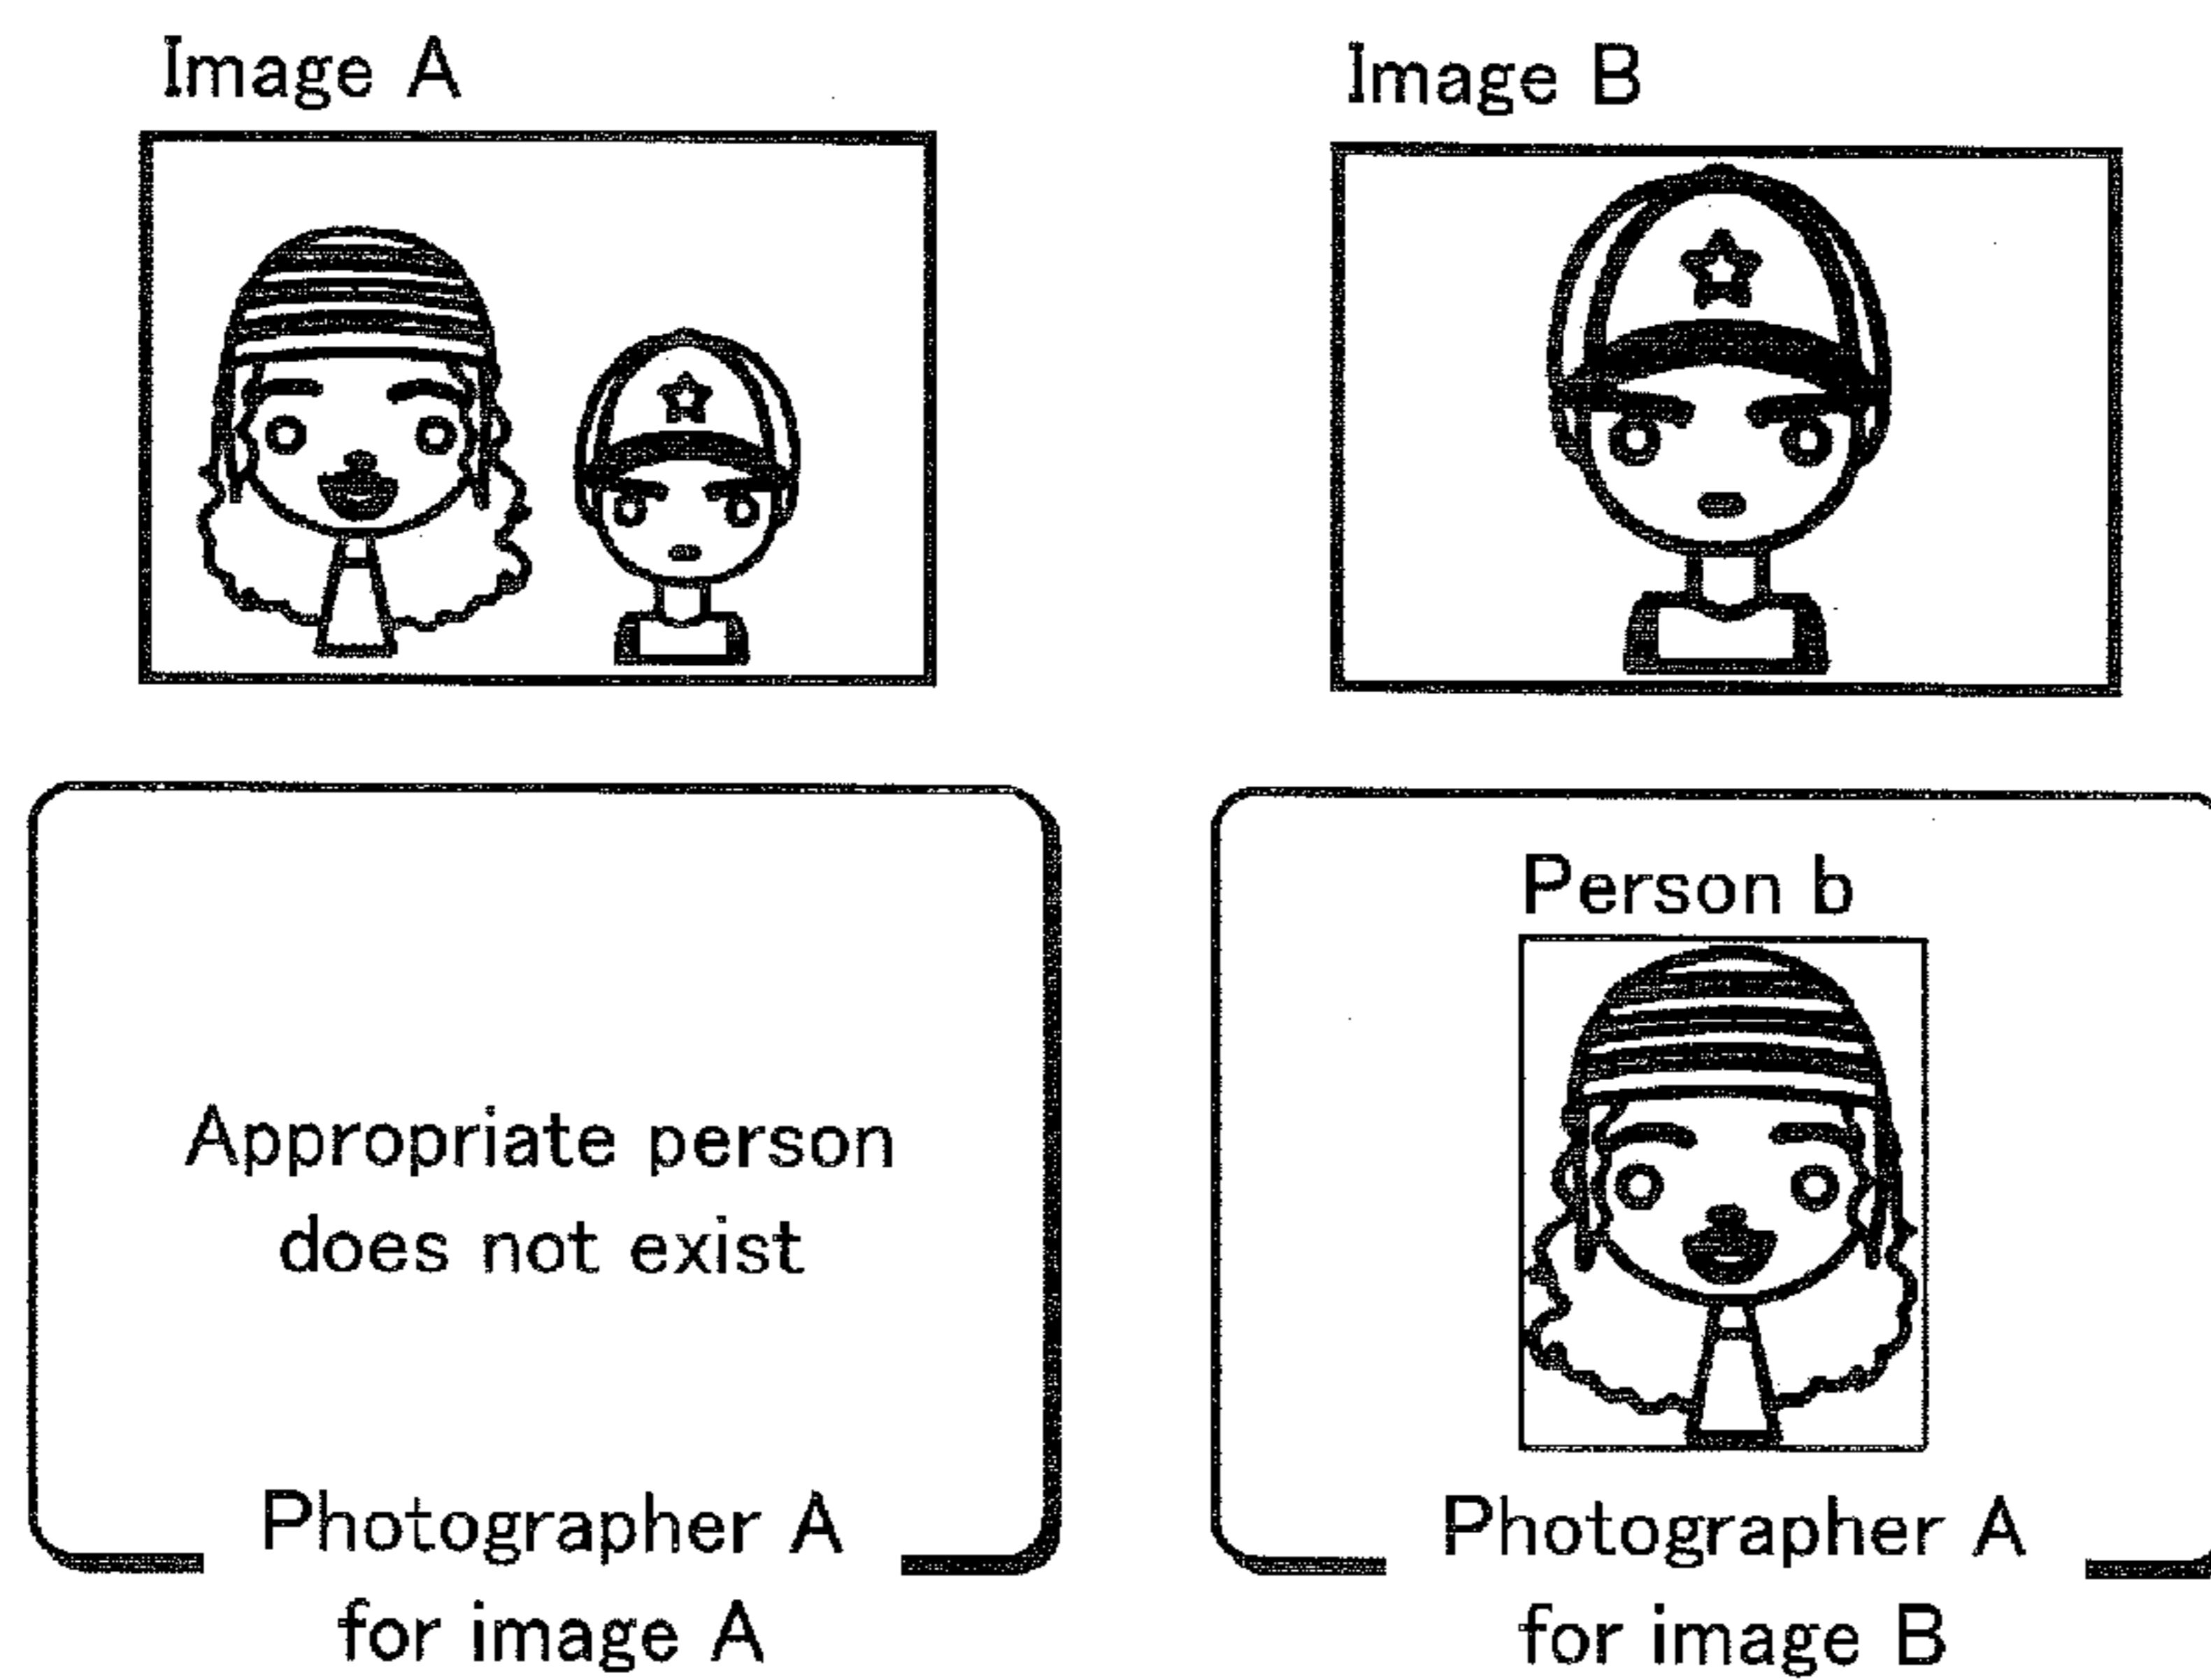 Image A
Image B
Appropriate person
does not exist
Photographer A
for image A
Person b
Photographer A
for image B